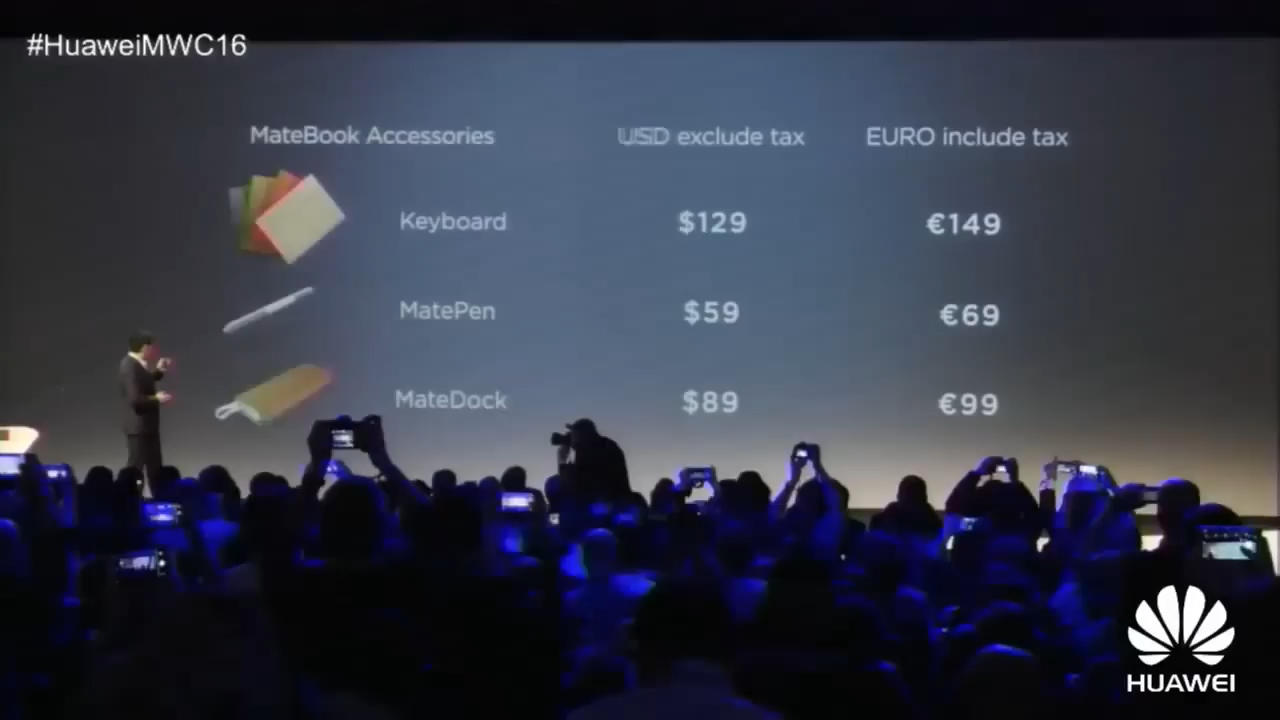 #HuaweiMWC16
MateBook Accessories USD exclude tax EURO include tax
Keyboard $129 €149
MatePen $59 €69
MateDock $89 €99
HUAWEI